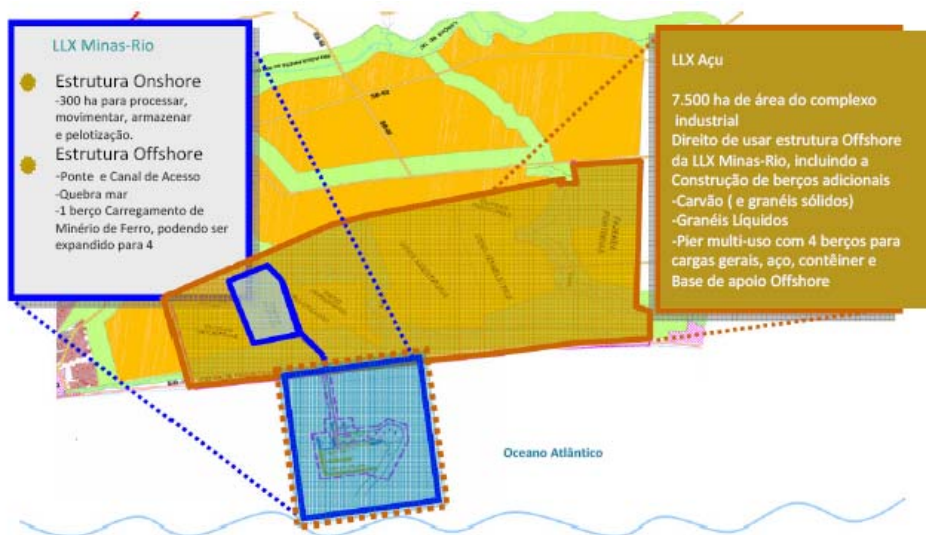 LLX Minas-Rio
Estrutura Onshore
-300 ha para processar,
movimentar, armazenar
e pelotização.
Estrutura Offshore
-Ponte e Canal de Acesso
-Quebra mar
-1 berço Carregamento de
Minério de Ferro, podendo ser
expandido para 4
LLX Açu
7.500 ha de área do complexo
industrial
Direito de usar estrutura Offshore
da LLX Minas-Rio, incluindo a
Construção de berços adicionais
-Carvão ( e granéis sólidos)
-Granéis Líquidos
-Pier multi-uso com 4 berços para
cargas gerais, aço, contêiner e
Base de apoio Offshore
Oceano Atlântico